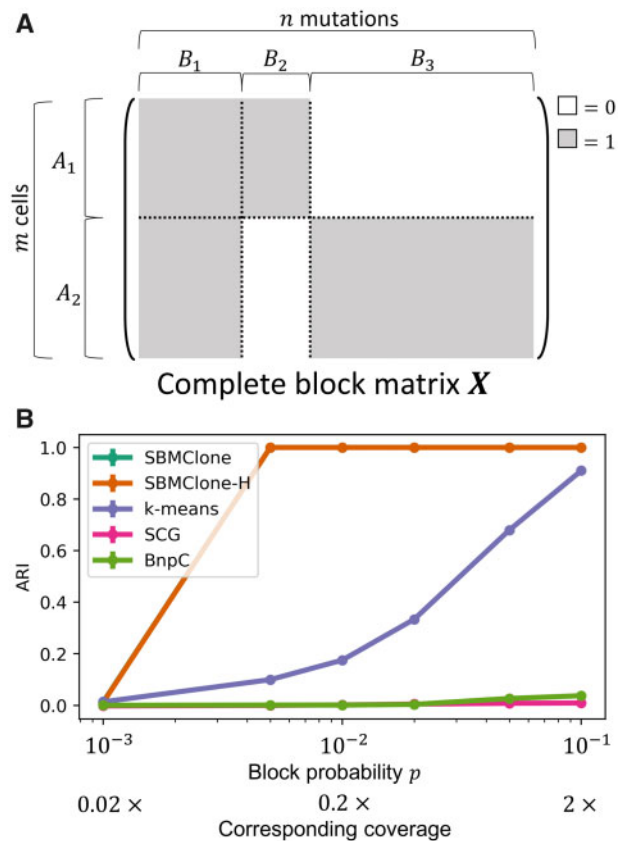 A
n mutations
B₁ B₂ B₃
= 0
= 1
A₁
m cells
A₂
Complete block matrix X
B
1.0
0.8
0.6
0.4
0.2
0.0
ARI
SBMClone
SBMClone-H
k-means
SCG
BnpC
10⁻³ 10⁻² 10⁻¹
Block probability p
0.02 × 0.2 × 2 ×
Corresponding coverage